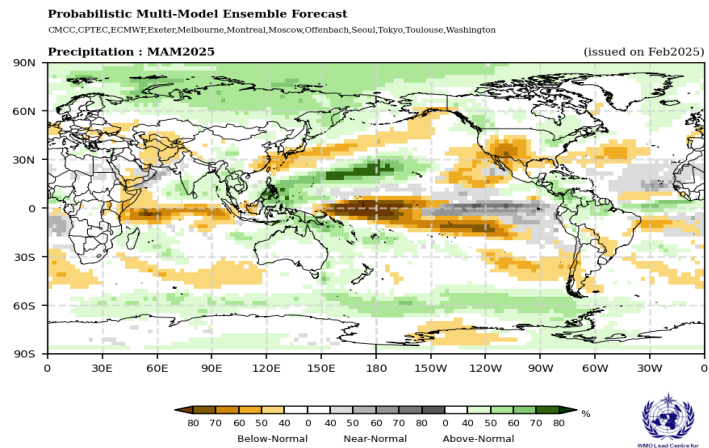 Probabilistic Multi-Model Ensemble Forecast
CMCC,CPTEC,ECMWF,Exeter,Melbourne,Montreal,Moscow,Offenbach,Seoul,Tokyo,Toulouse,Washington
Precipitation : MAM2025 (issued on Feb2025)
90N
60N
30N
0
30S
60S
90S
0 30E 60E 90E 120E 150E 180 150W 120W 90W 60W 30W 0
80 70 60 50 40 0 40 50 60 70 80 0 40 50 60 70 80 %
Below-Normal Near-Normal Above-Normal
WMO Lead Centre for